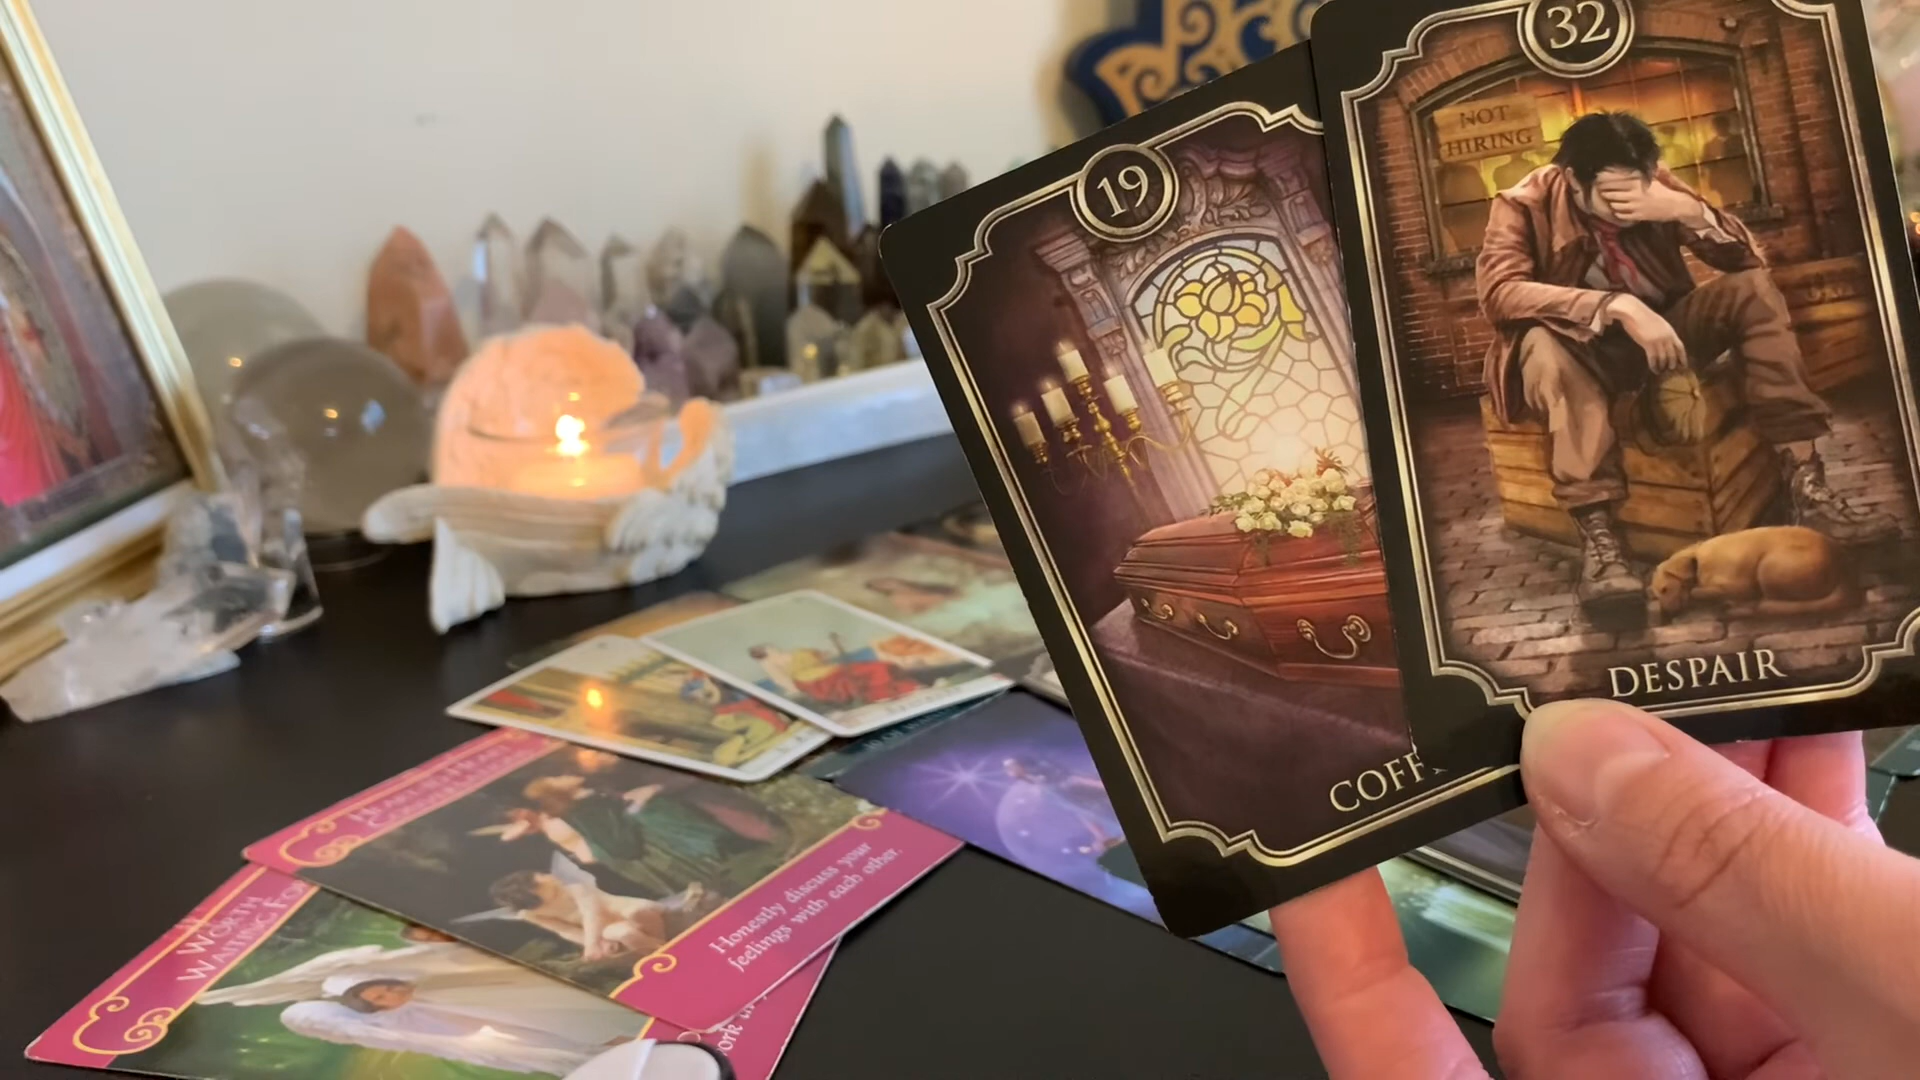 19
COFF
32
NOT
HIRING
DESPAIR
WORTH
WAITING FOR
Honestly discuss your
feelings with each other.